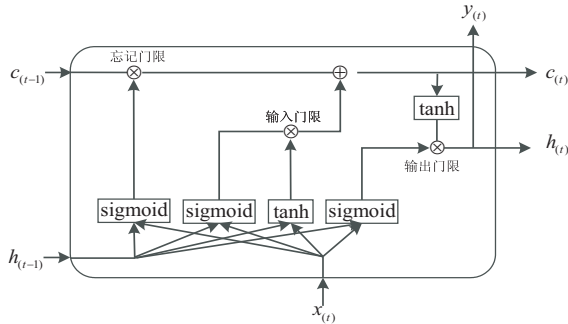 y(t)
忘记门限
c(t-1)
c(t)
tanh
输入门限
h(t)
输出门限
sigmoid sigmoid tanh sigmoid
h(t-1)
x(t)